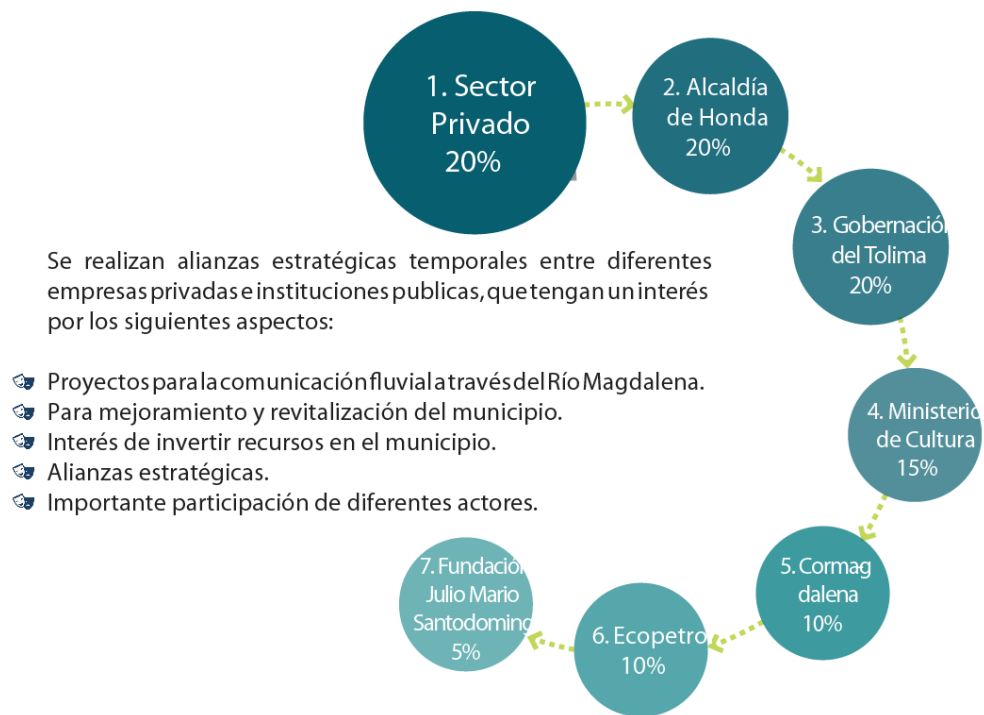 1. Sector
Privado
20%
2. Alcaldía
de Honda
20%
3. Gobernación
del Tolima
20%
Se realizan alianzas estratégicas temporales entre diferentes
empresas privadas e instituciones publicas, que tengan un interés
por los siguientes aspectos:
Proyectos para la comunicación fluvial a través del Río Magdalena.
Para mejoramiento y revitalización del municipio.
Interés de invertir recursos en el municipio.
Alianzas estratégicas.
Importante participación de diferentes actores.
4. Ministerio
de Cultura
15%
5. Cormag-
dalena
10%
6. Ecopetrol
10%
7. Fundación
Julio Mario
Santodomingo
5%